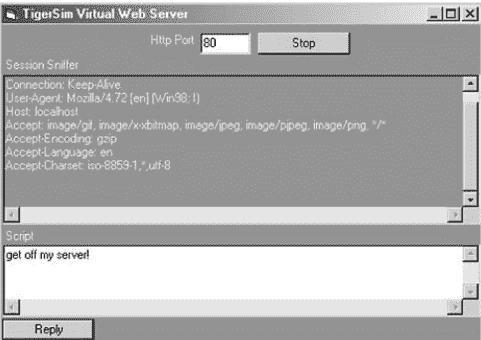 TigerSim Virtual Web Server
Http Port 80 Stop
Session Sniffer
Connection: Keep-Alive
User-Agent: Mozilla/4.72 [en] (Win98; I)
Host: localhost
Accept: image/gif, image/x-xbitmap, image/jpeg, image/pjpeg, image/png, */*
Accept-Encoding: gzip
Accept-Language: en
Accept-Charset: iso-8859-1,*,utf-8
Script
get off my server!
Reply